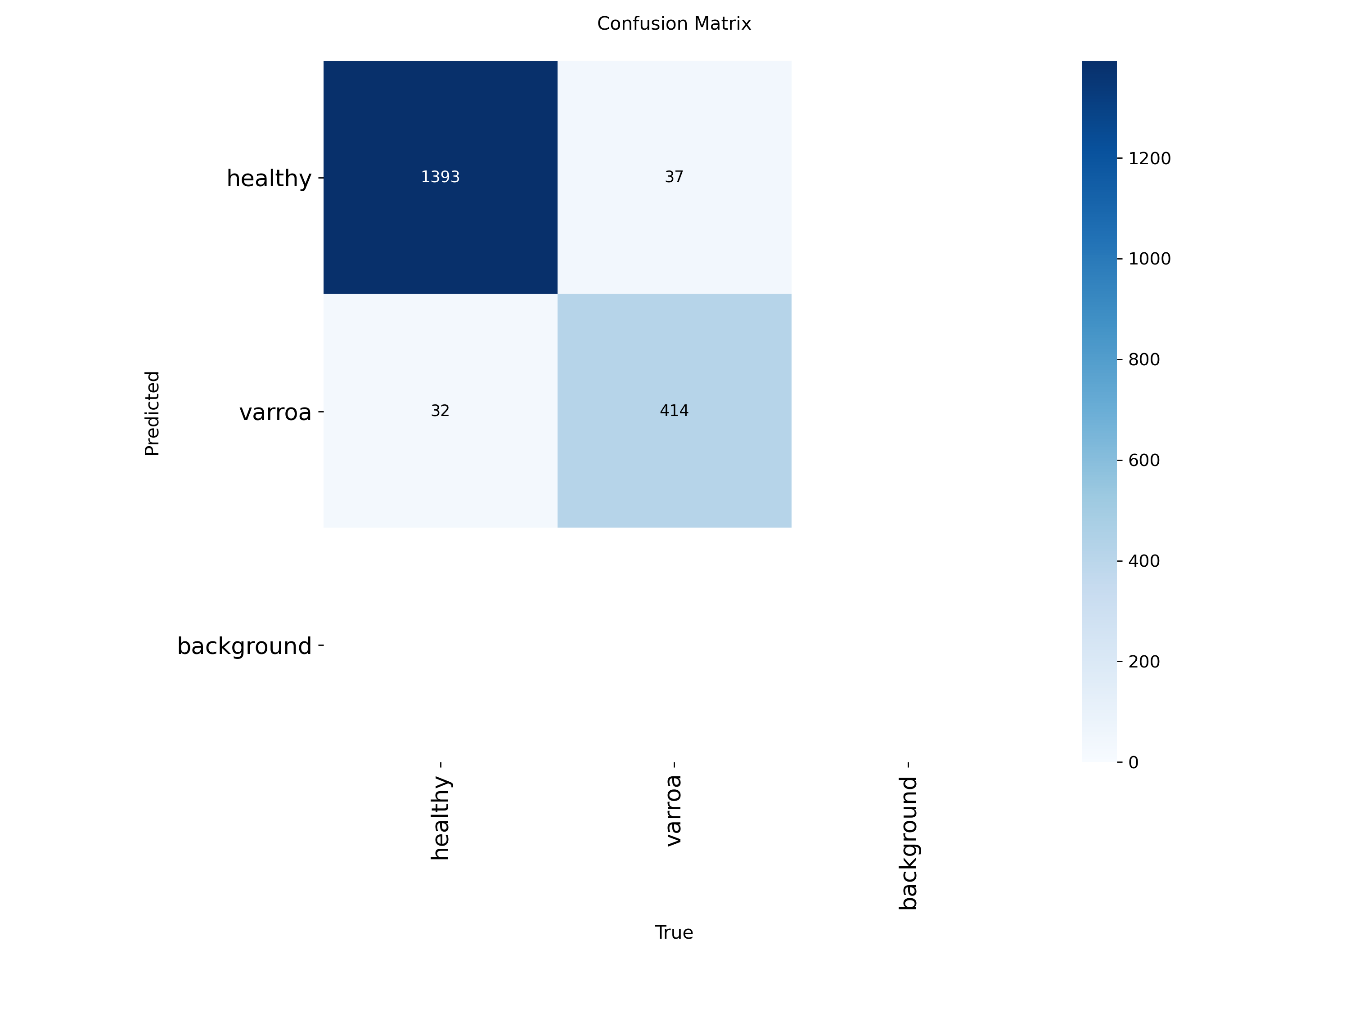 Confusion Matrix
healthy
1393
37
varroa
32
414
background
Predicted
healthy
varroa
background
True
1200
1000
800
600
400
200
0